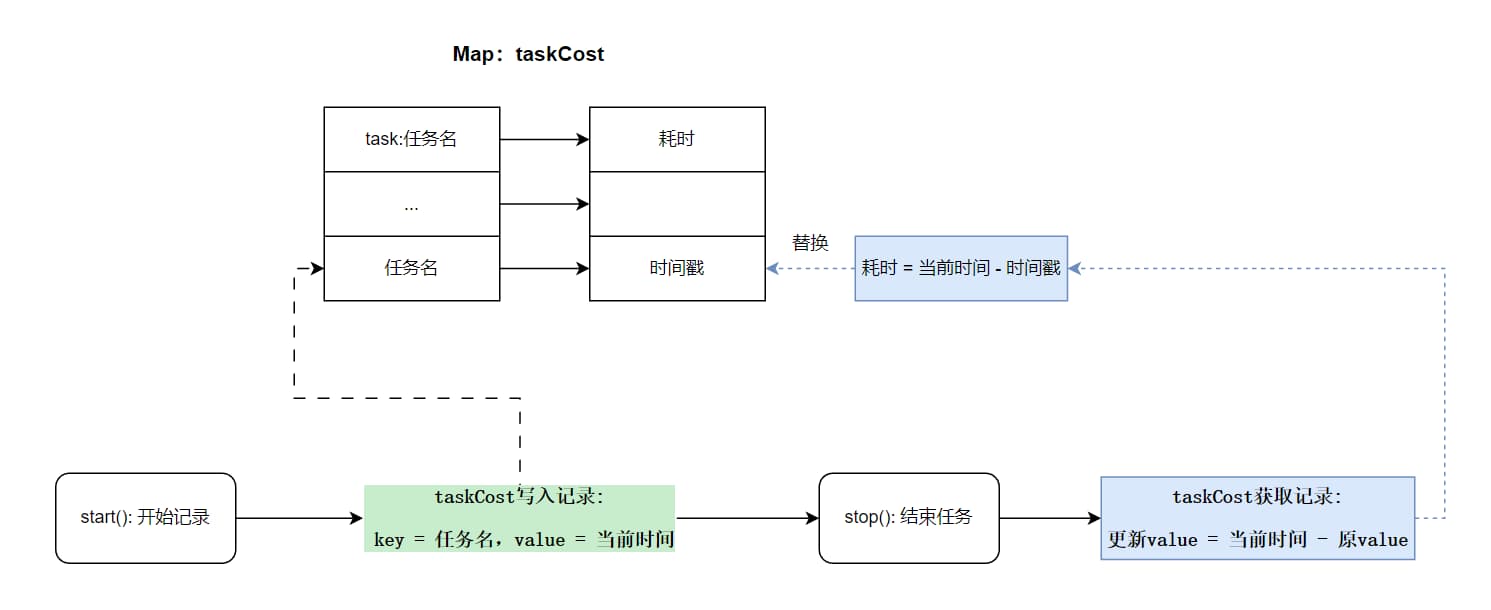 Map：taskCost
task:任务名
耗时
...
任务名
时间戳
替换
耗时 = 当前时间 - 时间戳
start(): 开始记录
taskCost写入记录:
key = 任务名，value = 当前时间
stop(): 结束任务
taskCost获取记录:
更新value = 当前时间 - 原value